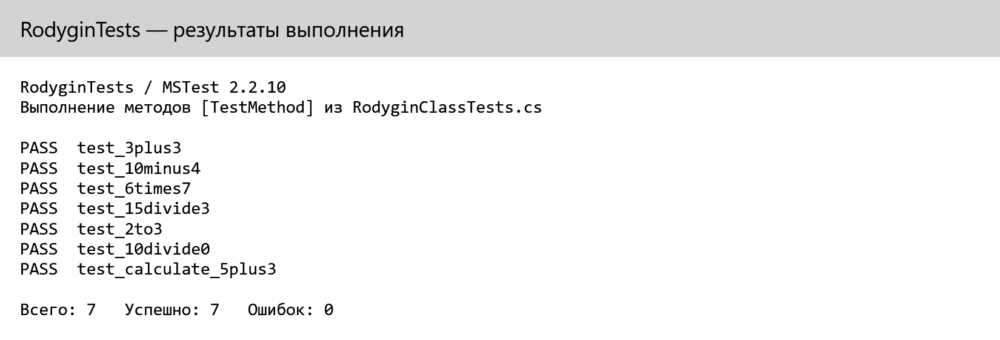 RodyginTests — результаты выполнения
RodyginTests / MSTest 2.2.10
Выполнение методов [TestMethod] из RodyginClassTests.cs
PASS  test_3plus3
PASS  test_10minus4
PASS  test_6times7
PASS  test_15divide3
PASS  test_2to3
PASS  test_10divide0
PASS  test_calculate_5plus3
Всего: 7   Успешно: 7   Ошибок: 0